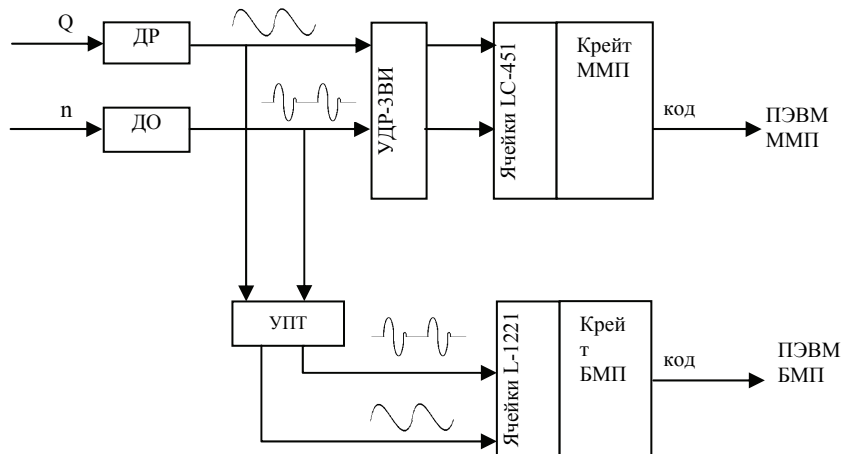 Q
ДР
n
ДО
УДР-3ВИ
Ячейки LC-451
Крейт
ММП
код
ПЭВМ
ММП
УПТ
Ячейки L-1221
Крей
т
БМП
код
ПЭВМ
БМП